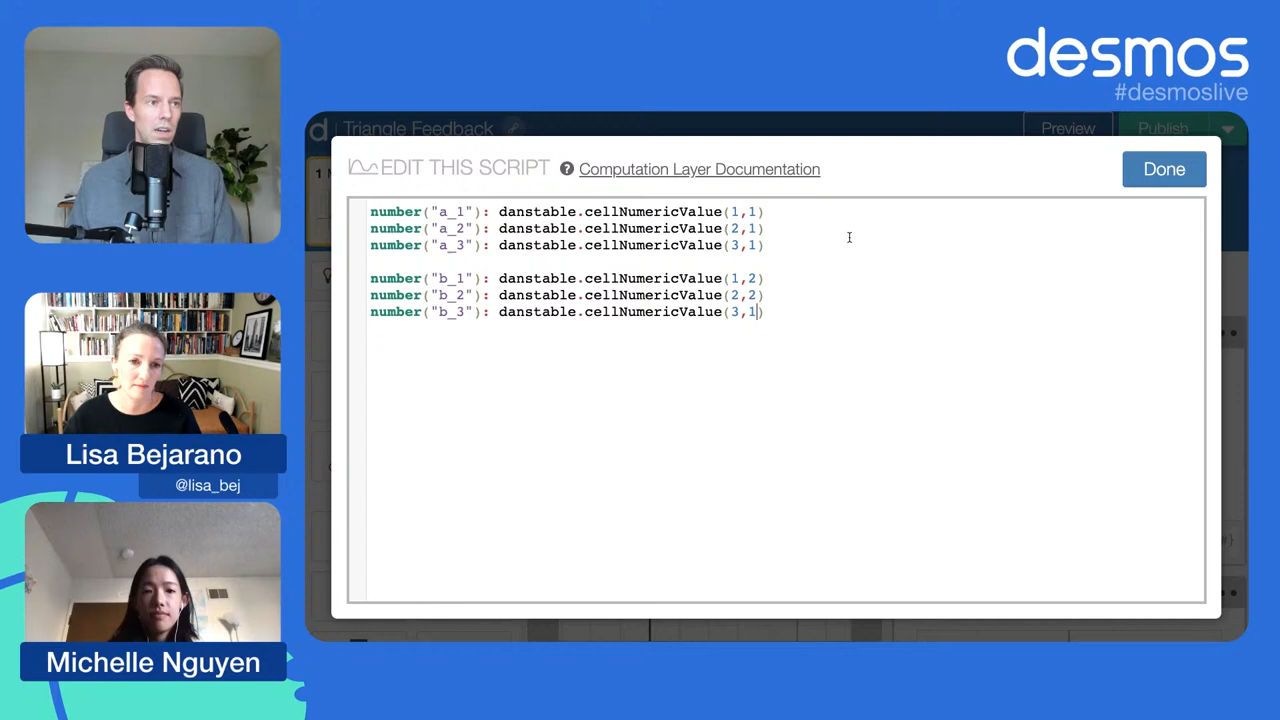 desmos
#desmoslive
Triangle Feedback
Preview
Publish
EDIT THIS SCRIPT
Computation Layer Documentation
Done
number("a_1"): danstable.cellNumericValue(1,1)
number("a_2"): danstable.cellNumericValue(2,1)
number("a_3"): danstable.cellNumericValue(3,1)
number("b_1"): danstable.cellNumericValue(1,2)
number("b_2"): danstable.cellNumericValue(2,2)
number("b_3"): danstable.cellNumericValue(3,1)
Lisa Bejarano
@lisa_bej
Michelle Nguyen